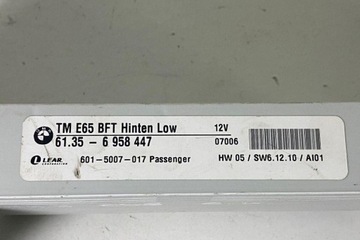 TM E65 BFT Hinten Low 12V
61.35 - 6 958 447 07006
LEAR CORPORATION 601-5007-017 Passenger HW 05 / SW6.12.10 / AI01